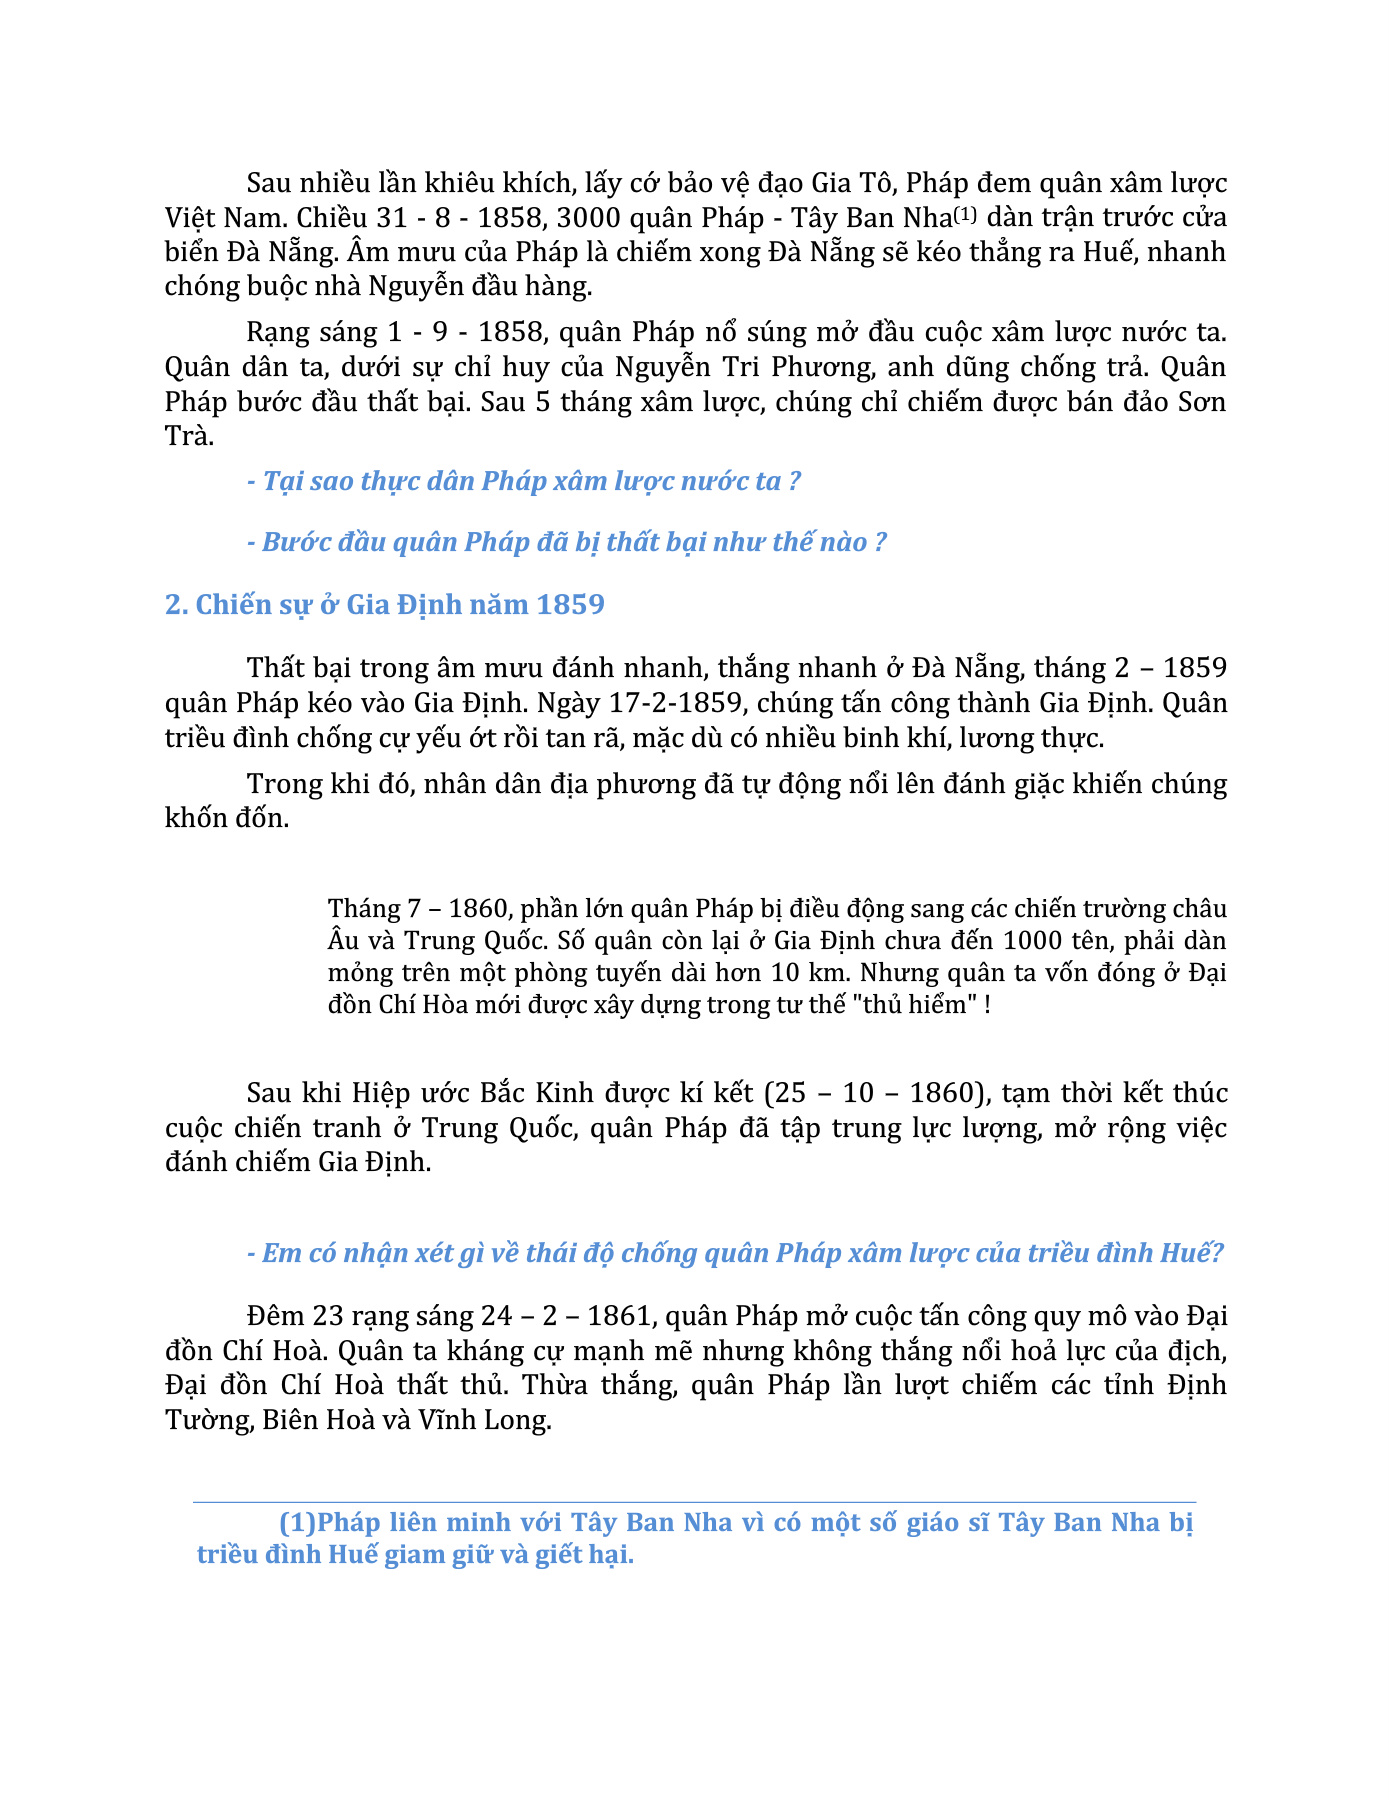 Sau nhiều lần khiêu khích, lấy cớ bảo vệ đạo Gia Tô, Pháp đem quân xâm lược
Việt Nam. Chiều 31 - 8 - 1858, 3000 quân Pháp - Tây Ban Nha(1) dàn trận trước cửa
biển Đà Nẵng. Âm mưu của Pháp là chiếm xong Đà Nẵng sẽ kéo thẳng ra Huế, nhanh
chóng buộc nhà Nguyễn đầu hàng.
Rạng sáng 1 - 9 - 1858, quân Pháp nổ súng mở đầu cuộc xâm lược nước ta.
Quân dân ta, dưới sự chỉ huy của Nguyễn Tri Phương, anh dũng chống trả. Quân
Pháp bước đầu thất bại. Sau 5 tháng xâm lược, chúng chỉ chiếm được bán đảo Sơn
Trà.
- Tại sao thực dân Pháp xâm lược nước ta ?
- Bước đầu quân Pháp đã bị thất bại như thế nào ?
2. Chiến sự ở Gia Định năm 1859
Thất bại trong âm mưu đánh nhanh, thắng nhanh ở Đà Nẵng, tháng 2 – 1859
quân Pháp kéo vào Gia Định. Ngày 17-2-1859, chúng tấn công thành Gia Định. Quân
triều đình chống cự yếu ớt rồi tan rã, mặc dù có nhiều binh khí, lương thực.
Trong khi đó, nhân dân địa phương đã tự động nổi lên đánh giặc khiến chúng
khốn đốn.
Tháng 7 – 1860, phần lớn quân Pháp bị điều động sang các chiến trường châu
Âu và Trung Quốc. Số quân còn lại ở Gia Định chưa đến 1000 tên, phải dàn
mỏng trên một phòng tuyến dài hơn 10 km. Nhưng quân ta vốn đóng ở Đại
đồn Chí Hòa mới được xây dựng trong tư thế "thủ hiểm" !
Sau khi Hiệp ước Bắc Kinh được kí kết (25 – 10 – 1860), tạm thời kết thúc
cuộc chiến tranh ở Trung Quốc, quân Pháp đã tập trung lực lượng, mở rộng việc
đánh chiếm Gia Định.
- Em có nhận xét gì về thái độ chống quân Pháp xâm lược của triều đình Huế?
Đêm 23 rạng sáng 24 – 2 – 1861, quân Pháp mở cuộc tấn công quy mô vào Đại
đồn Chí Hoà. Quân ta kháng cự mạnh mẽ nhưng không thắng nổi hoả lực của địch,
Đại đồn Chí Hoà thất thủ. Thừa thắng, quân Pháp lần lượt chiếm các tỉnh Định
Tường, Biên Hoà và Vĩnh Long.
(1)Pháp liên minh với Tây Ban Nha vì có một số giáo sĩ Tây Ban Nha bị
triều đình Huế giam giữ và giết hại.